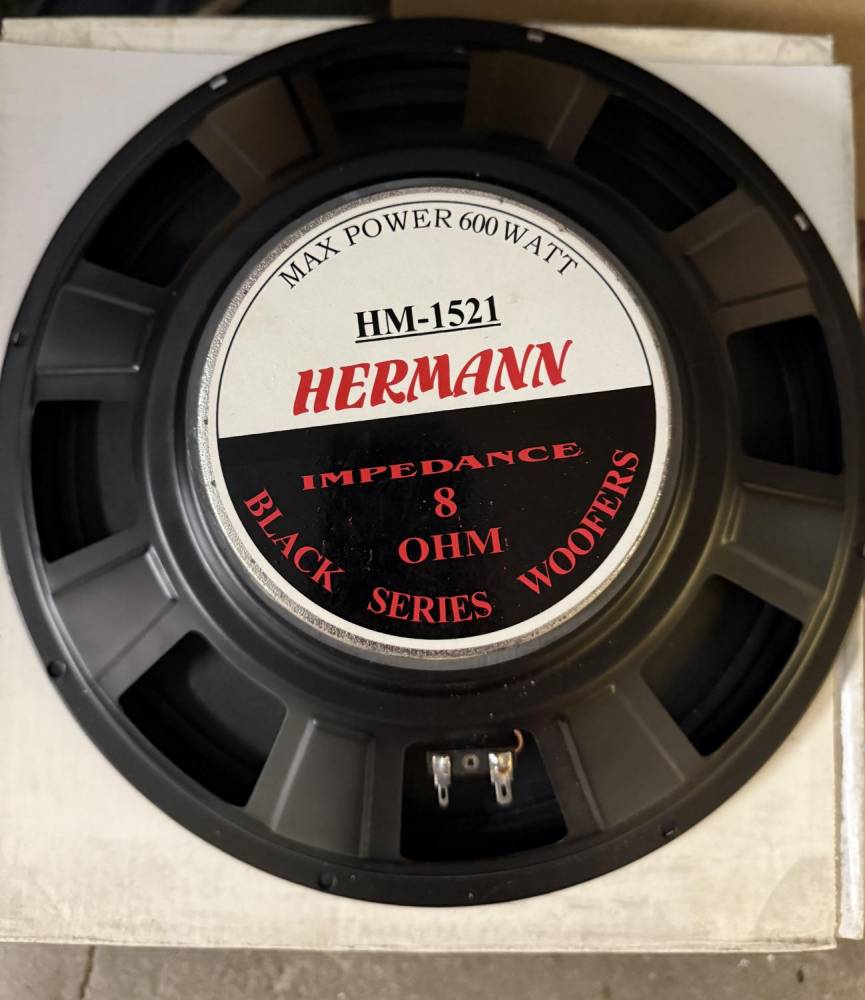 MAX POWER 600 WATT
HM-1521
HERMANN
IMPEDANCE
8
OHM
BLACK SERIES WOOFERS